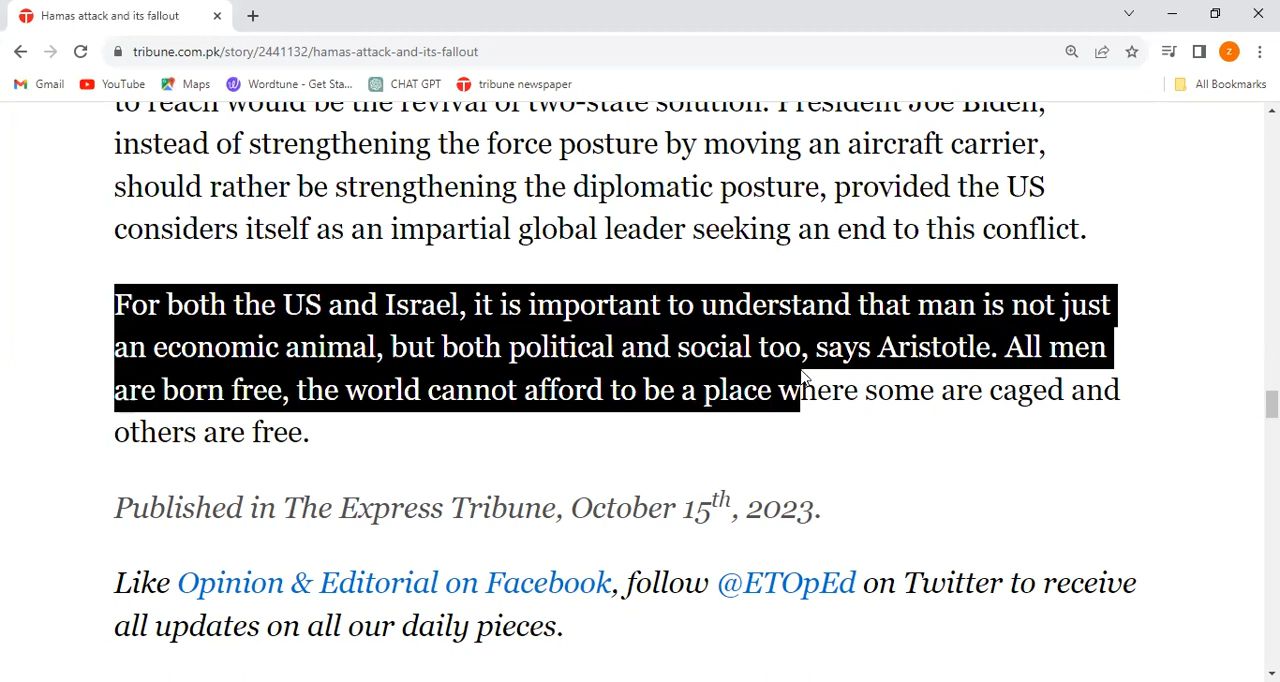 Hamas attack and its fallout
tribune.com.pk/story/2441132/hamas-attack-and-its-fallout
z
Gmail YouTube Maps Wordtune - Get Sta... CHAT GPT tribune newspaper All Bookmarks
to reach would be the revival of two-state solution. President Joe Biden,
instead of strengthening the force posture by moving an aircraft carrier,
should rather be strengthening the diplomatic posture, provided the US
considers itself as an impartial global leader seeking an end to this conflict.
For both the US and Israel, it is important to understand that man is not just
an economic animal, but both political and social too, says Aristotle. All men
are born free, the world cannot afford to be a place where some are caged and
others are free.
Published in The Express Tribune, October 15th, 2023.
Like Opinion & Editorial on Facebook, follow @ETOpEd on Twitter to receive
all updates on all our daily pieces.